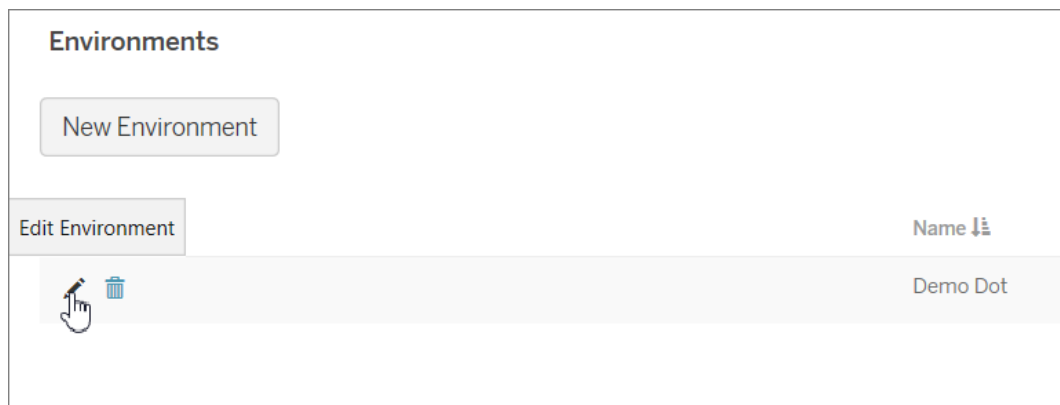 Environments
New Environment
Edit Environment
Name
Demo Dot